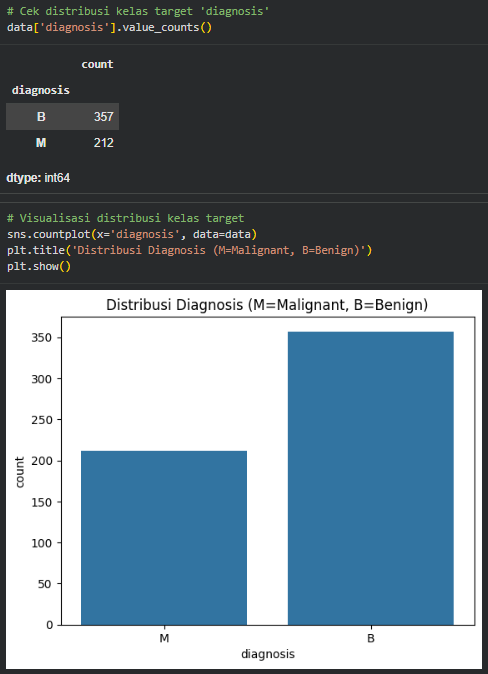 # Cek distribusi kelas target 'diagnosis'
data['diagnosis'].value_counts()
count
diagnosis
B 357
M 212
dtype: int64
# Visualisasi distribusi kelas target
sns.countplot(x='diagnosis', data=data)
plt.title('Distribusi Diagnosis (M=Malignant, B=Benign)')
plt.show()
Distribusi Diagnosis (M=Malignant, B=Benign)
350
300
250
200
150
100
50
0
count
M B
diagnosis